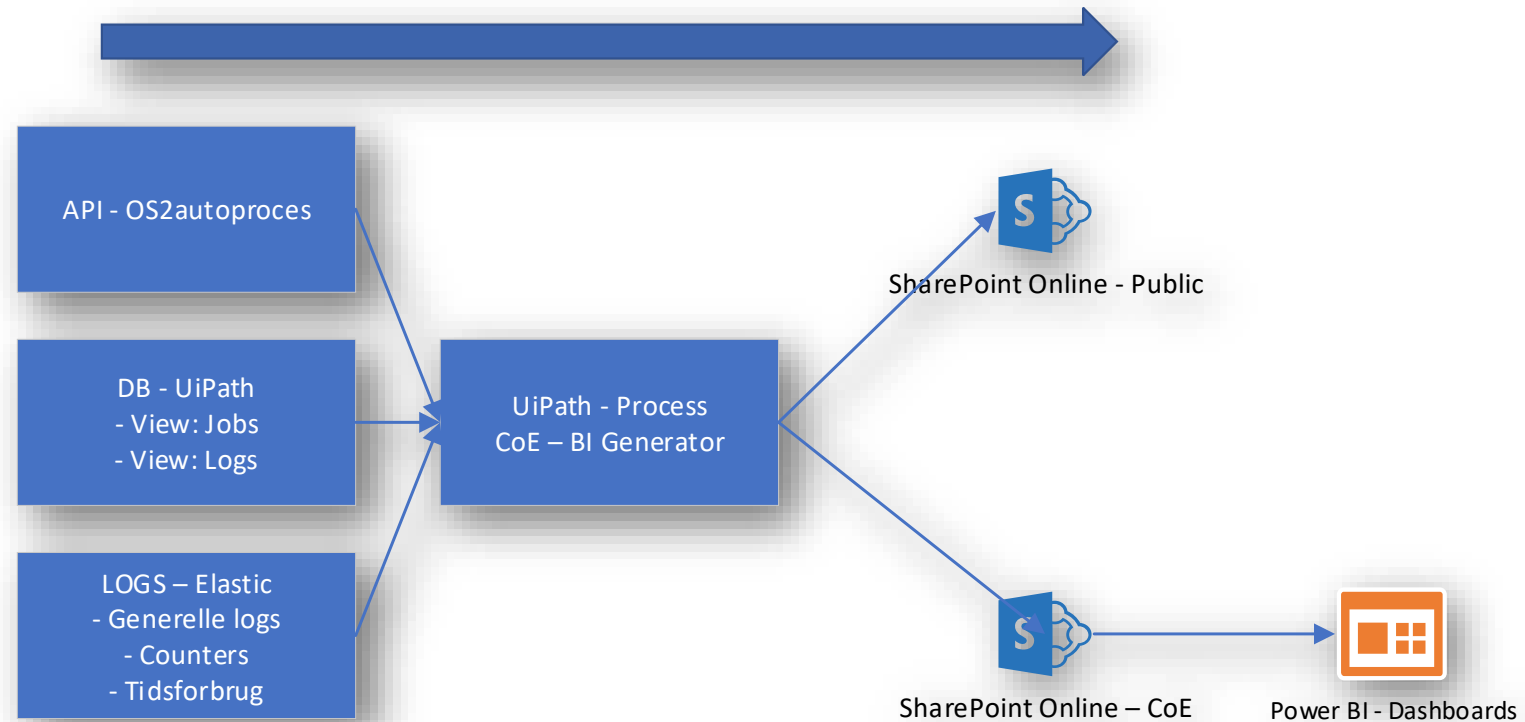 API - OS2autoproces
DB - UiPath
- View: Jobs
- View: Logs
LOGS – Elastic
- Generelle logs
- Counters
- Tidsforbrug
UiPath - Process
CoE – BI Generator
S
SharePoint Online - Public
S
SharePoint Online – CoE
Power BI - Dashboards